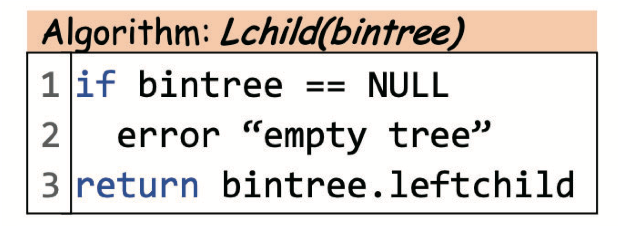 Algorithm: Lchild(bintree)
1 if bintree == NULL
2 error “empty tree”
3 return bintree.leftchild